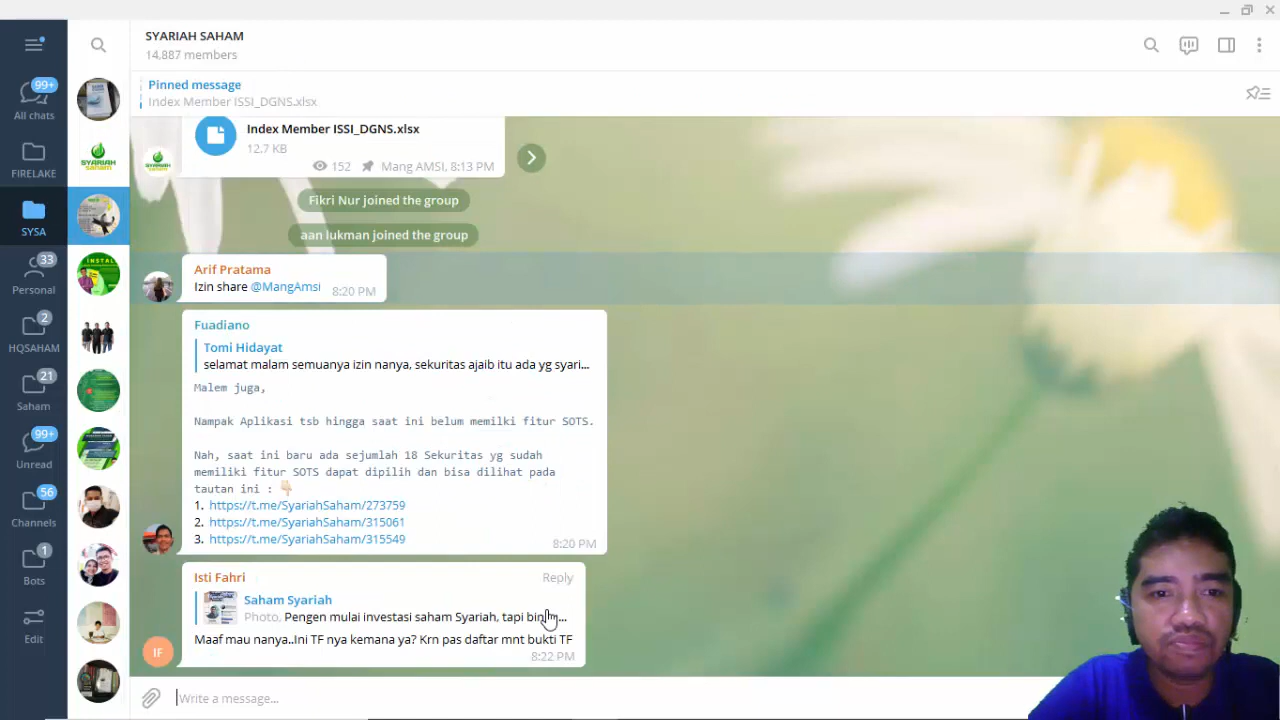 SYARIAH SAHAM
14,887 members
Pinned message
Index Member ISSI_DGNS.xlsx
99+
All chats
FIRELAKE
SYSA
33
Personal
2
HQSAHAM
21
Saham
99+
Unread
56
Channels
1
Bots
Edit
SYARIAH
saham
INSTAL
Index Member ISSI_DGNS.xlsx
12.7 KB
152 Mang AMSI, 8:13 PM
Fikri Nur joined the group
aan lukman joined the group
Arif Pratama
Izin share @MangAmsi 8:20 PM
Fuadiano
Tomi Hidayat
selamat malam semuanya izin nanya, sekuritas ajaib itu ada yg syari...
Malem juga,
Nampak Aplikasi tsb hingga saat ini belum memilki fitur SOTS.
Nah, saat ini baru ada sejumlah 18 Sekuritas yg sudah
memiliki fitur SOTS dapat dipilih dan bisa dilihat pada
tautan ini : 👇🏻
1. https://t.me/SyariahSaham/273759
2. https://t.me/SyariahSaham/315061
3. https://t.me/SyariahSaham/315549
8:20 PM
Isti Fahri Reply
Saham Syariah
Photo, Pengen mulai investasi saham Syariah, tapi
Maaf mau nanya..Ini TF nya kemana ya? Krn pas daftar mnt bukti TF
8:22 PM
IF
Write a message...